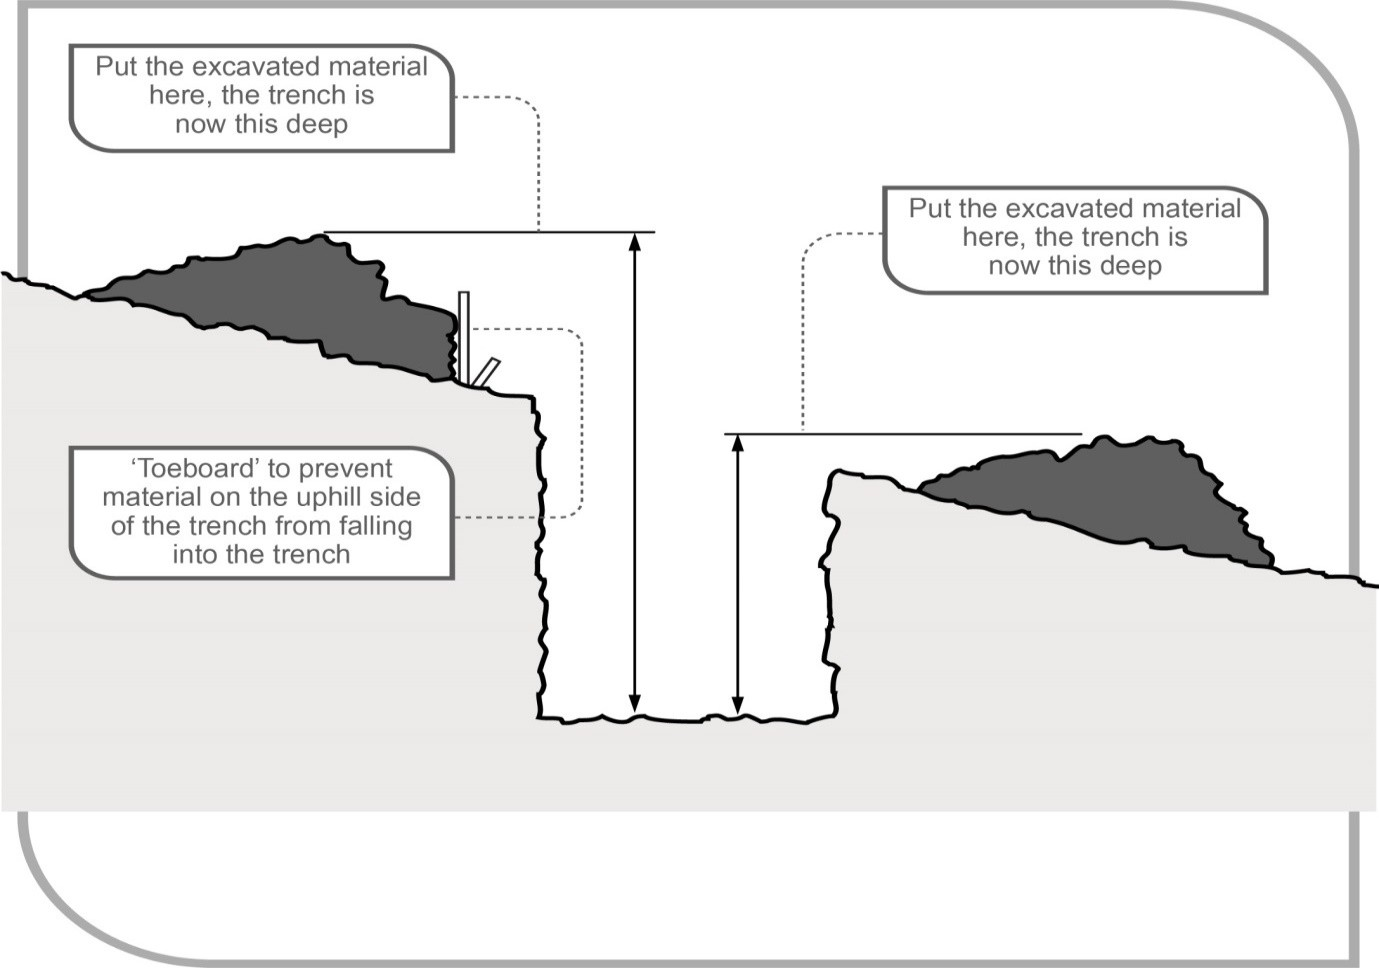 Put the excavated material
here, the trench is
now this deep
Put the excavated material
here, the trench is
now this deep
‘Toeboard’ to prevent
material on the uphill side
of the trench from falling
into the trench